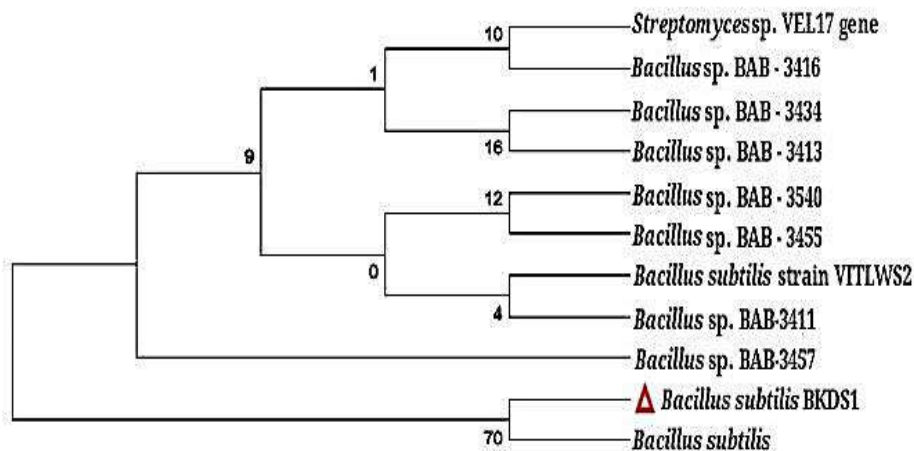 10
Streptomyces sp. VEL17 gene
1
Bacillus sp. BAB - 3416
Bacillus sp. BAB - 3434
16
Bacillus sp. BAB - 3413
9
12
Bacillus sp. BAB - 3540
Bacillus sp. BAB - 3455
0
Bacillus subtilis strain VITLWS2
4
Bacillus sp. BAB-3411
Bacillus sp. BAB-3457
Bacillus subtilis BKDS1
70
Bacillus subtilis